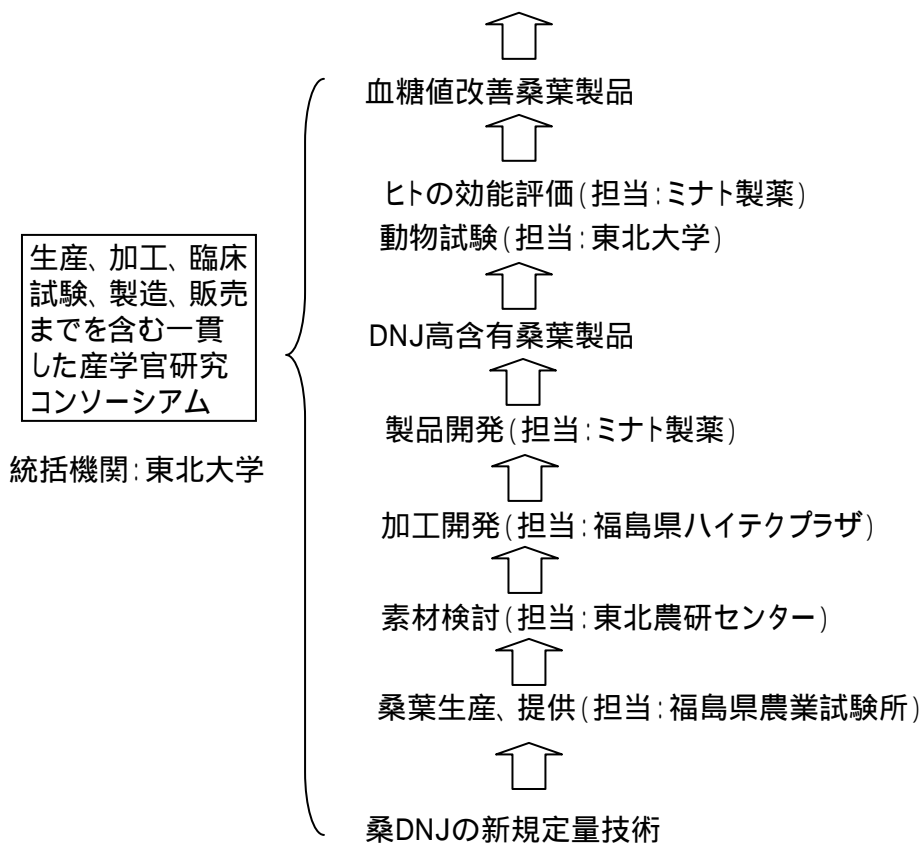 血糖値改善桑葉製品
ヒトの効能評価(担当:ミナト製薬)
動物試験(担当:東北大学)
生産、加工、臨床
試験、製造、販売
までを含む一貫
した産学官研究
コンソーシアム
統括機関:東北大学
DNJ高含有桑葉製品
製品開発(担当:ミナト製薬)
加工開発(担当:福島県ハイテクプラザ)
素材検討(担当:東北農研センター)
桑葉生産、提供(担当:福島県農業試験所)
桑DNJの新規定量技術